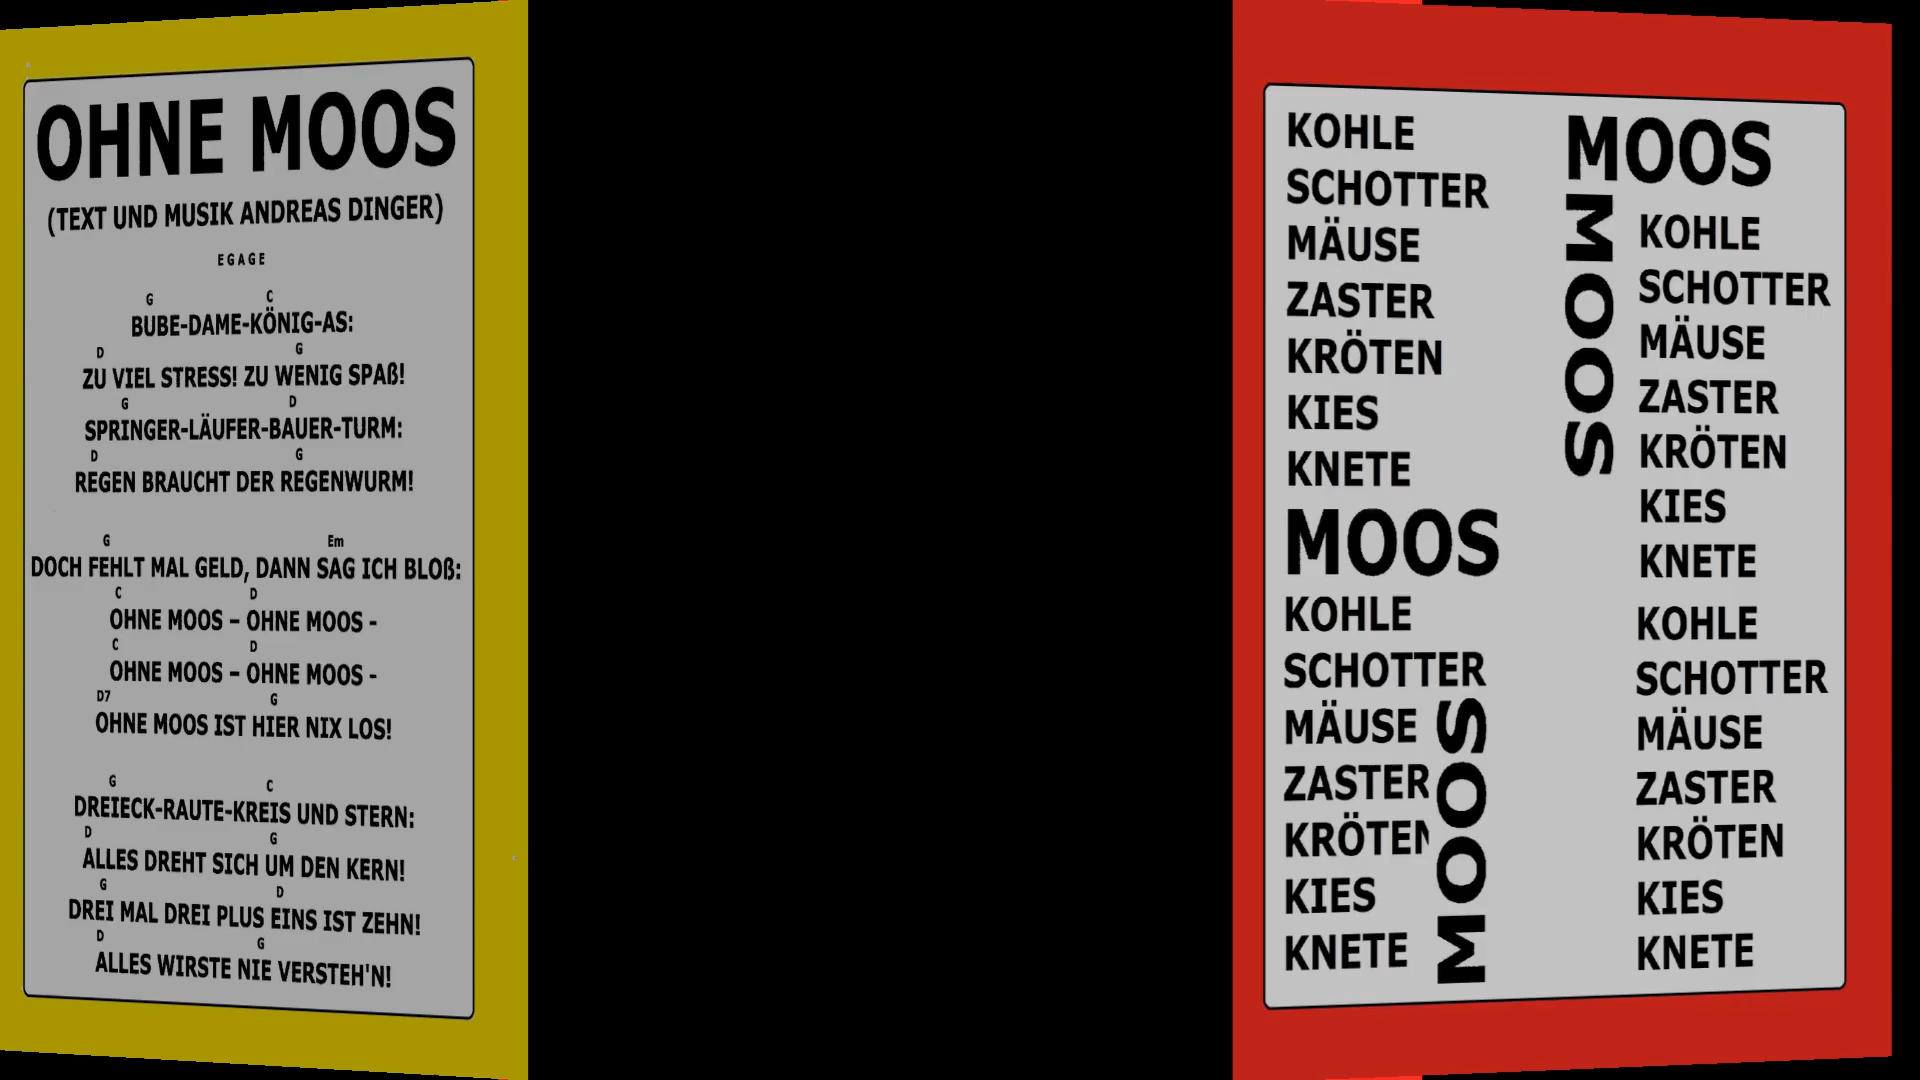 OHNE MOOS
(TEXT UND MUSIK ANDREAS DINGER)
E G A G E
G C
BUBE-DAME-KÖNIG-AS:
D G
ZU VIEL STRESS! ZU WENIG SPAß!
G D
SPRINGER-LÄUFER-BAUER-TURM:
D G
REGEN BRAUCHT DER REGENWURM!
G Em
DOCH FEHLT MAL GELD, DANN SAG ICH BLOß:
C D
OHNE MOOS – OHNE MOOS -
C D
OHNE MOOS – OHNE MOOS -
D7 G
OHNE MOOS IST HIER NIX LOS!
G C
DREIECK-RAUTE-KREIS UND STERN:
D G
ALLES DREHT SICH UM DEN KERN!
G D
DREI MAL DREI PLUS EINS IST ZEHN!
D G
ALLES WIRSTE NIE VERSTEH'N!
KOHLE
SCHOTTER
MÄUSE
ZASTER
KRÖTEN
KIES
KNETE
MOOS
KOHLE
SCHOTTER
MÄUSE
ZASTER
KRÖTEN
KIES
KNETE
MOOS
MOOS
MOOS
KOHLE
SCHOTTER
MÄUSE
ZASTER
KRÖTEN
KIES
KNETE
KOHLE
SCHOTTER
MÄUSE
ZASTER
KRÖTEN
KIES
KNETE